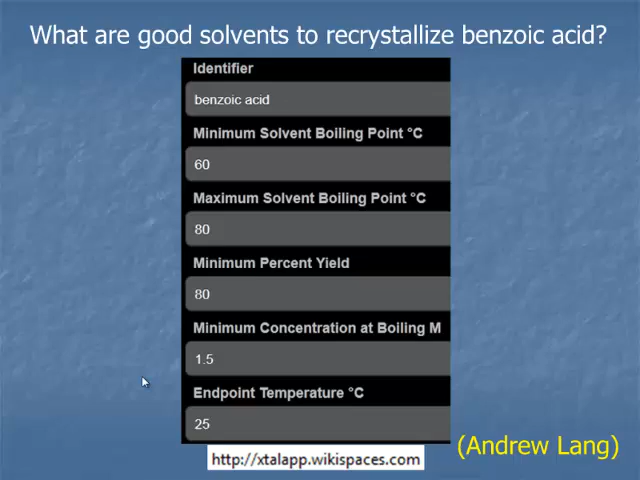 What are good solvents to recrystallize benzoic acid?
Identifier
benzoic acid
Minimum Solvent Boiling Point °C
60
Maximum Solvent Boiling Point °C
80
Minimum Percent Yield
80
Minimum Concentration at Boiling M
1.5
Endpoint Temperature °C
25
(Andrew Lang)
http://xtalapp.wikispaces.com